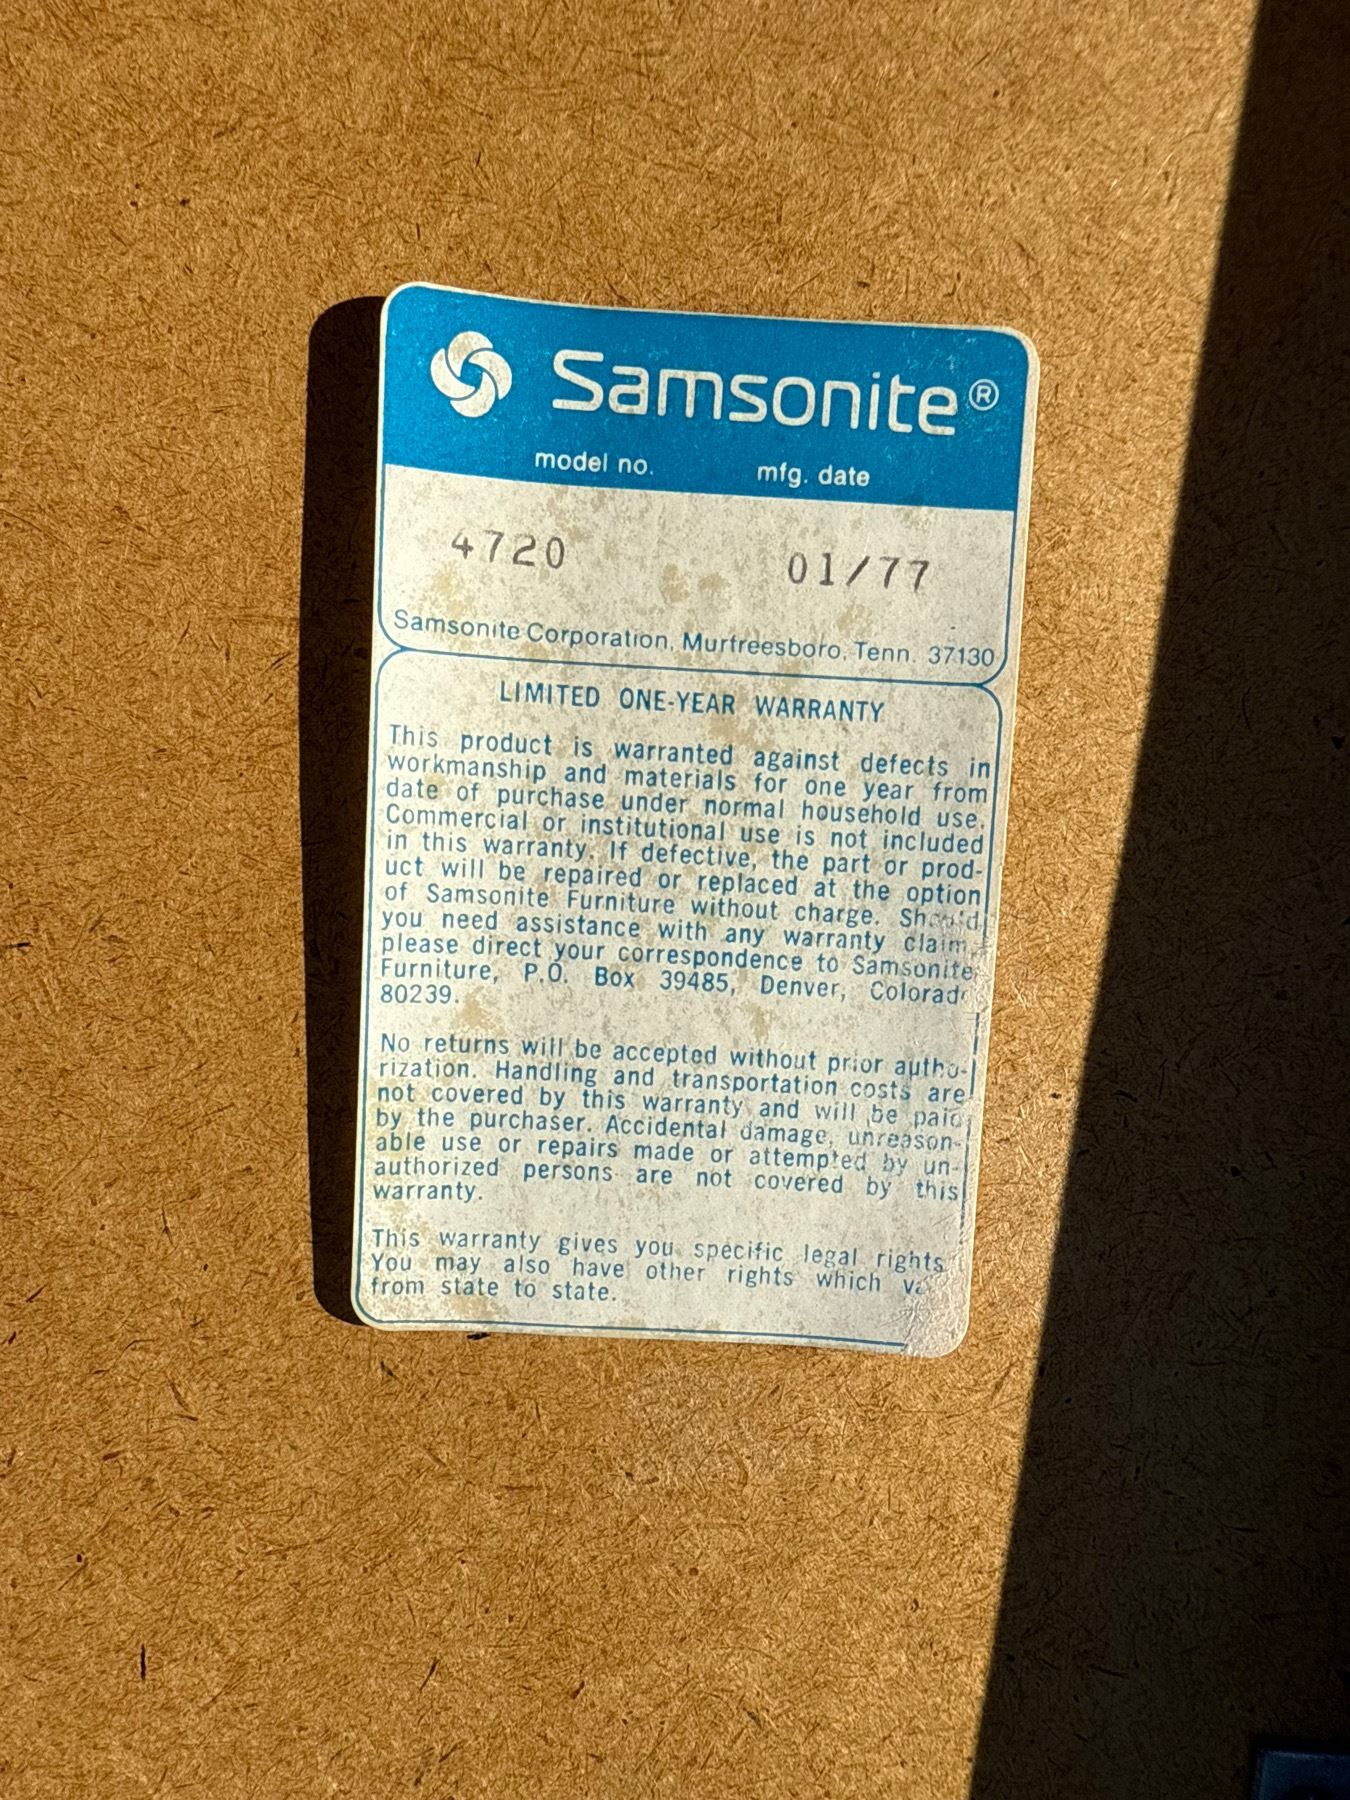 Samsonite®
model no. mfg. date
4720 01/77
Samsonite Corporation, Murfreesboro, Tenn. 37130
LIMITED ONE-YEAR WARRANTY
This product is warranted against defects in
workmanship and materials for one year from
date of purchase under normal household use.
Commercial or institutional use is not included
in this warranty. If defective, the part or prod-
uct will be repaired or replaced at the option
of Samsonite Furniture without charge. Should
you need assistance with any warranty claim,
please direct your correspondence to Samsonite
Furniture, P.O. Box 39485, Denver, Colorad
80239.
No returns will be accepted without prior autho-
rization. Handling and transportation costs are
not covered by this warranty and will be paid
by the purchaser. Accidental damage, unreason-
able use or repairs made or attempted by un-
authorized persons are not covered by this
warranty.
This warranty gives you specific legal rights.
You may also have other rights which
from state to state.